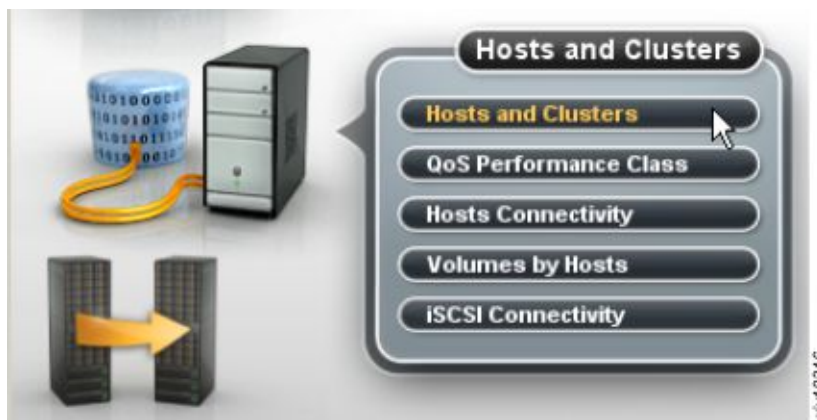 Hosts and Clusters
Hosts and Clusters
QoS Performance Class
Hosts Connectivity
Volumes by Hosts
iSCSI Connectivity